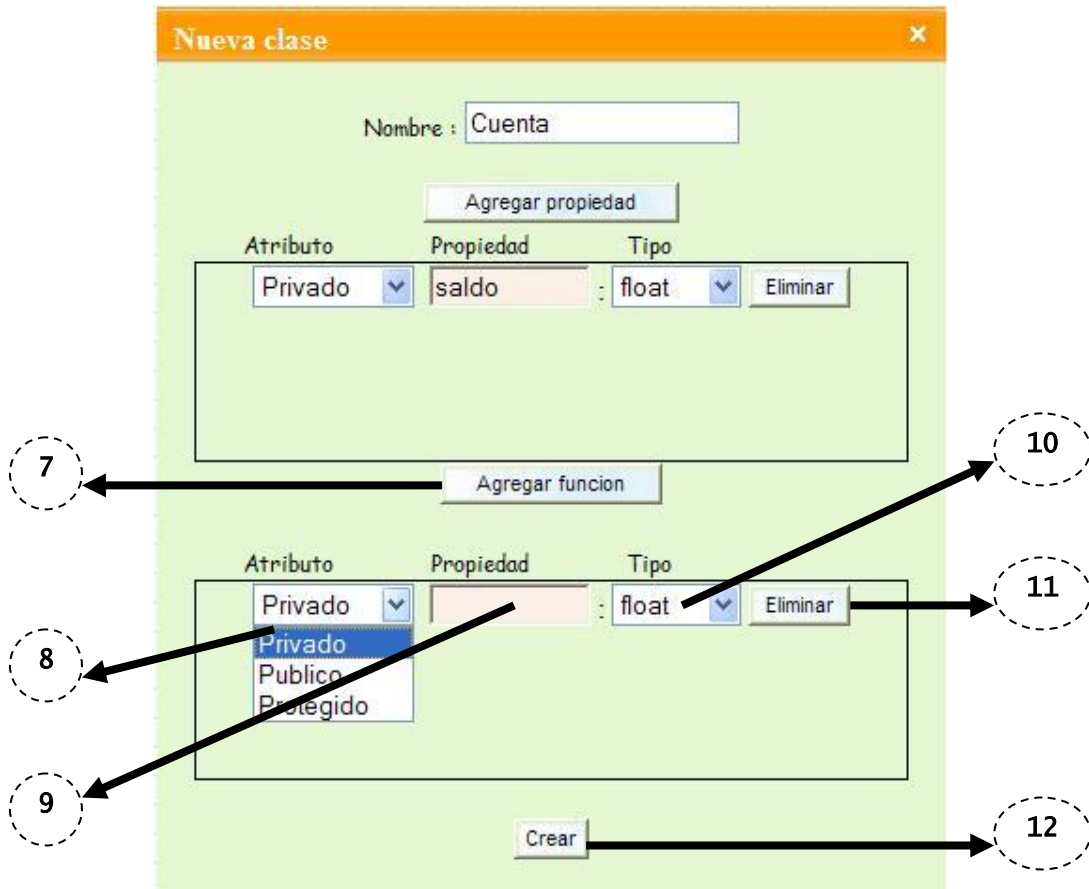 Nueva clase ×
Nombre : Cuenta
Agregar propiedad
Atributo Propiedad Tipo
Privado saldo : float Eliminar
10
7 Agregar funcion
Atributo Propiedad Tipo
Privado : float Eliminar 11
Privado
8
Publico
Protegido
9
Crear 12